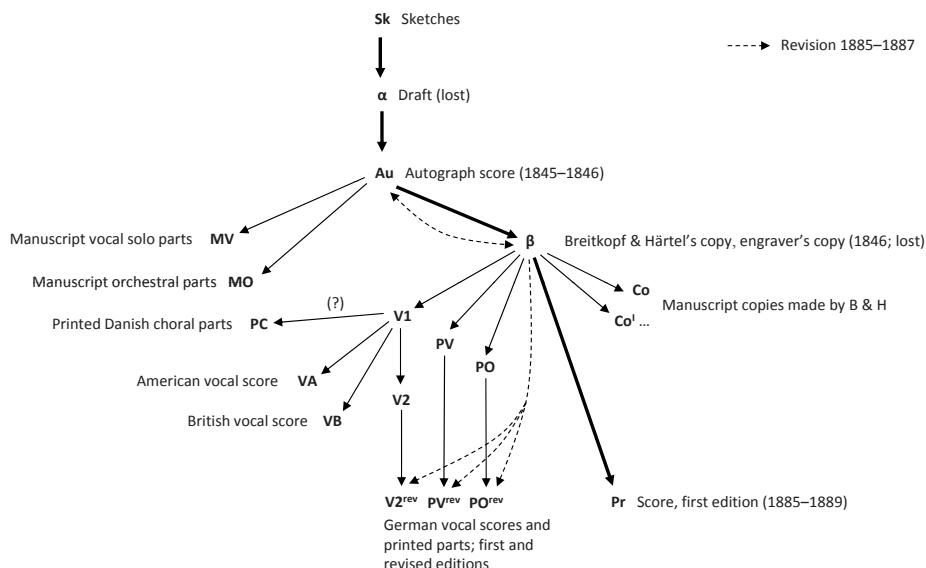 Sk Sketches
Revision 1885–1887
α Draft (lost)
Au Autograph score (1845–1846)
Manuscript vocal solo parts MV
β Breitkopf & Härtel's copy, engraver's copy (1846; lost)
Manuscript orchestral parts MO
Co
Manuscript copies made by B & H
(?)
Printed Danish choral parts PC
V1
Coᴵ ...
PV
PO
American vocal score VA
V2
British vocal score VB
V2ʳᵉᵛ PVʳᵉᵛ POʳᵉᵛ
Pr Score, first edition (1885–1889)
German vocal scores and
printed parts; first and
revised editions